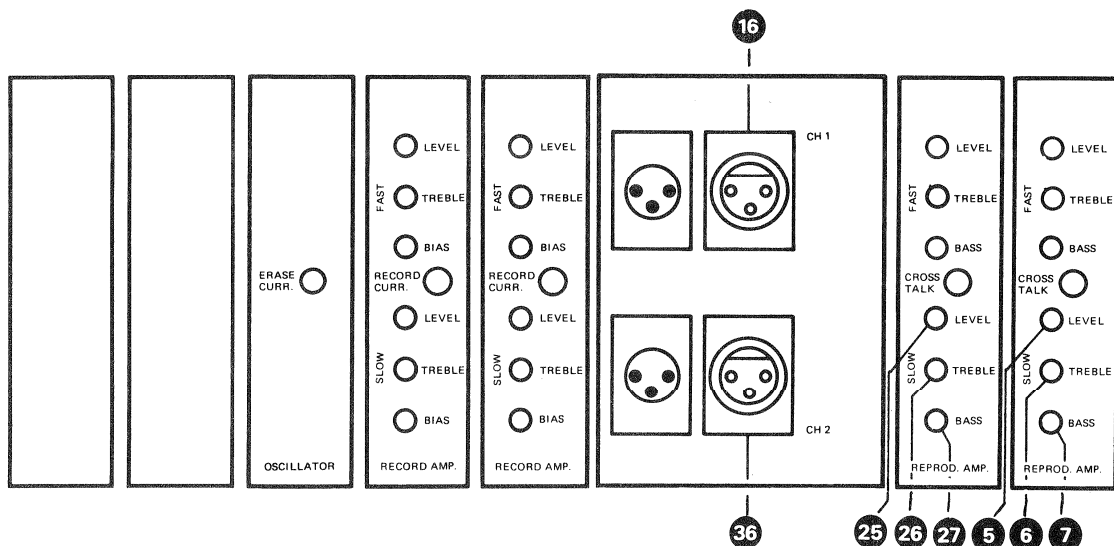 16
ERASE
CURR.
OSCILLATOR
LEVEL
FAST
TREBLE
BIAS
RECORD
CURR.
LEVEL
SLOW
TREBLE
BIAS
RECORD AMP.
LEVEL
FAST
TREBLE
BIAS
RECORD
CURR.
LEVEL
SLOW
TREBLE
BIAS
RECORD AMP.
CH 1
CH 2
LEVEL
FAST
TREBLE
BASS
CROSS
TALK
LEVEL
SLOW
TREBLE
BASS
REPROD. AMP.
LEVEL
FAST
TREBLE
BASS
CROSS
TALK
LEVEL
SLOW
TREBLE
BASS
REPROD. AMP.
36 25 26 27 5 6 7